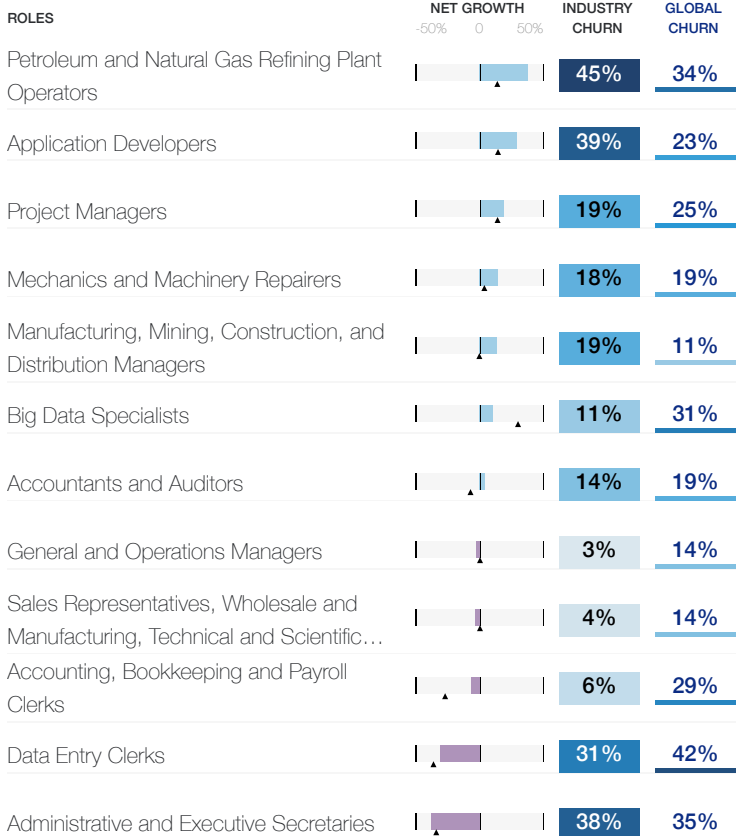 ROLES NET GROWTH INDUSTRY CHURN GLOBAL CHURN
-50% 0 50%
Petroleum and Natural Gas Refining Plant
Operators 45% 34%
Application Developers 39% 23%
Project Managers 19% 25%
Mechanics and Machinery Repairers 18% 19%
Manufacturing, Mining, Construction, and
Distribution Managers 19% 11%
Big Data Specialists 11% 31%
Accountants and Auditors 14% 19%
General and Operations Managers 3% 14%
Sales Representatives, Wholesale and
Manufacturing, Technical and Scientific… 4% 14%
Accounting, Bookkeeping and Payroll
Clerks 6% 29%
Data Entry Clerks 31% 42%
Administrative and Executive Secretaries 38% 35%